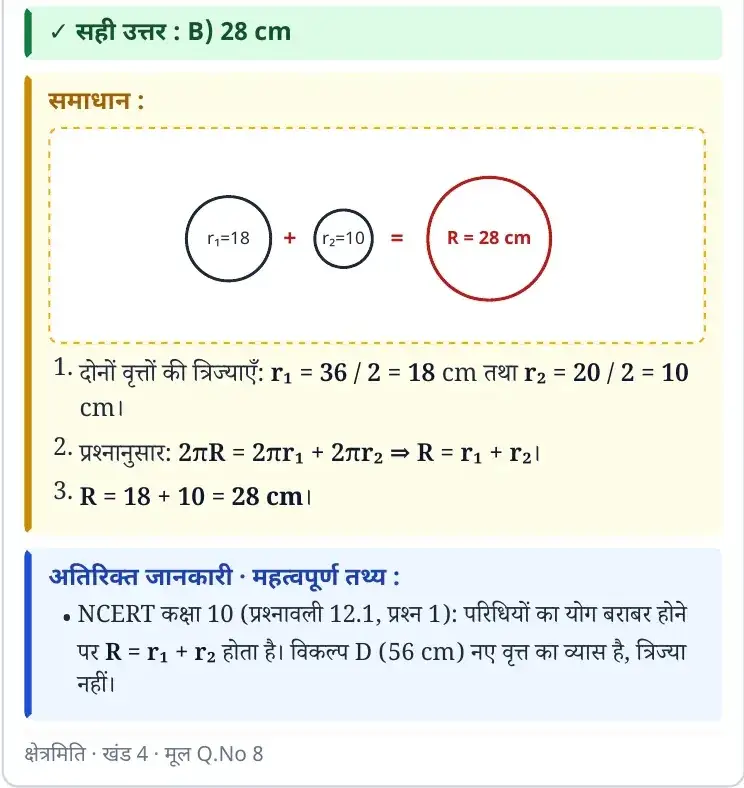 ✓ सही उत्तर : B) 28 cm
समाधान :
r₁=18 + r₂=10 = R = 28 cm
1. दोनों वृत्तों की त्रिज्याएँ: r₁ = 36 / 2 = 18 cm तथा r₂ = 20 / 2 = 10
cm।
2. प्रश्नानुसार: 2πR = 2πr₁ + 2πr₂ ⇒ R = r₁ + r₂।
3. R = 18 + 10 = 28 cm।
अतिरिक्त जानकारी · महत्वपूर्ण तथ्य :
• NCERT कक्षा 10 (प्रश्नावली 12.1, प्रश्न 1): परिधियों का योग बराबर होने
पर R = r₁ + r₂ होता है। विकल्प D (56 cm) नए वृत्त का व्यास है, त्रिज्या
नहीं।
क्षेत्रमिति · खंड 4 · मूल Q.No 8